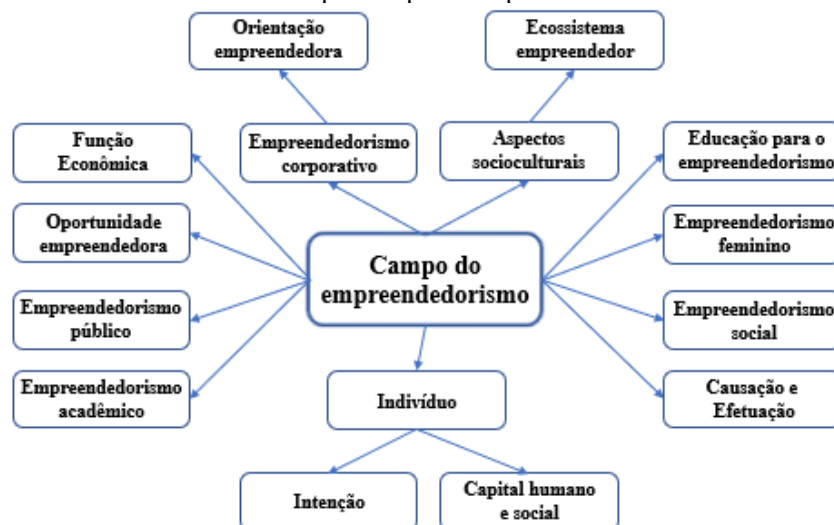 Orientação
empreendedora
Ecossistema
empreendedor
Função
Econômica
Empreendedorismo
corporativo
Aspectos
socioculturais
Educação para o
empreendedorismo
Oportunidade
empreendedora
Campo do
empreendedorismo
Empreendedorismo
feminino
Empreendedorismo
público
Empreendedorismo
social
Empreendedorismo
acadêmico
Indivíduo
Causação e
Efetuação
Intenção
Capital humano
e social